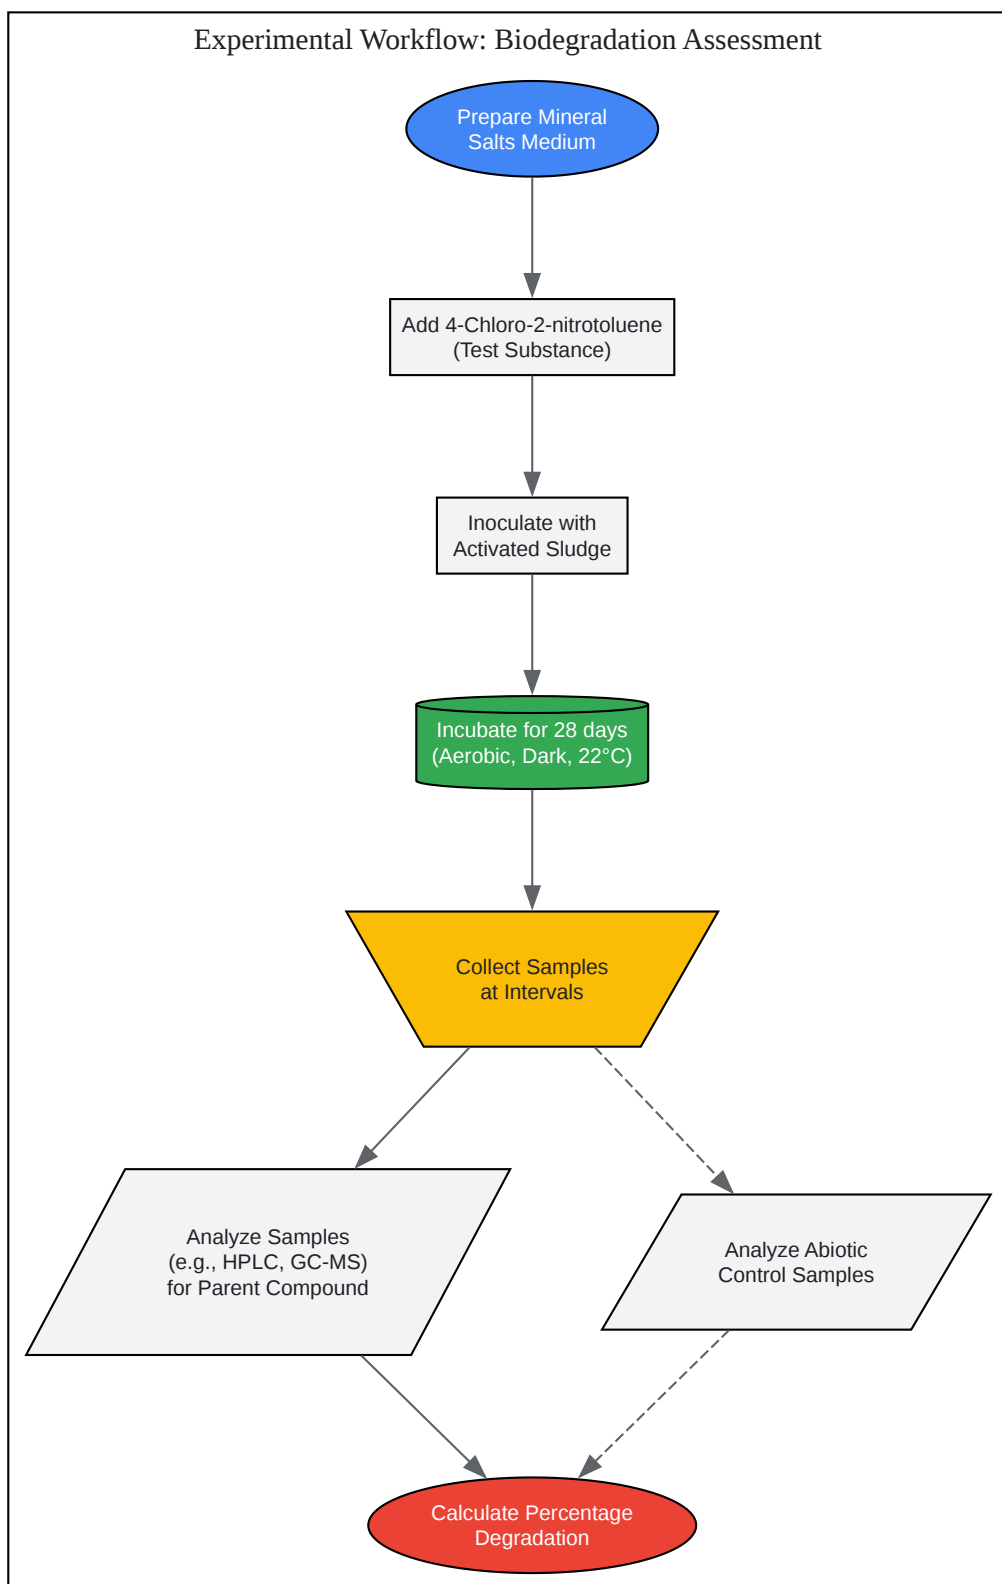 Experimental Workflow: Biodegradation Assessment
Prepare Mineral
Salts Medium
Add 4-Chloro-2-nitrotoluene
(Test Substance)
Inoculate with
Activated Sludge
Incubate for 28 days
(Aerobic, Dark, 22°C)
Collect Samples
at Intervals
Analyze Samples
(e.g., HPLC, GC-MS)
for Parent Compound
Analyze Abiotic
Control Samples
Calculate Percentage
Degradation